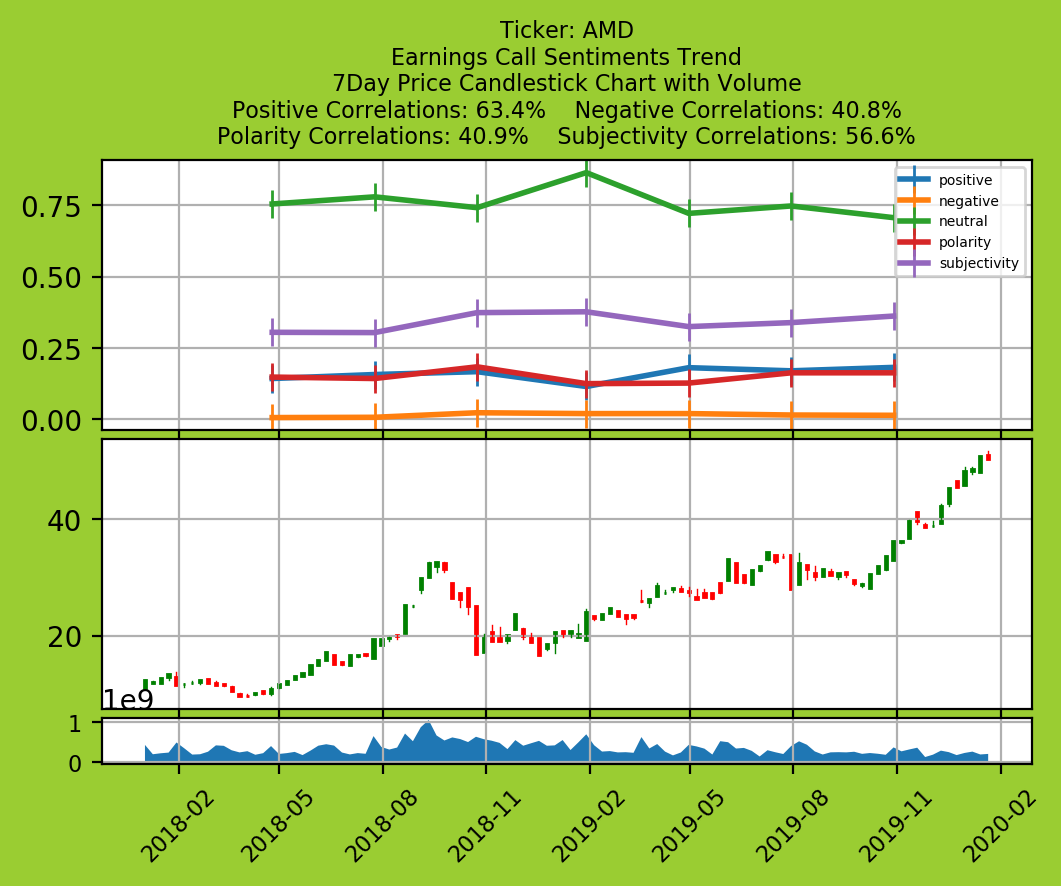 Ticker: AMD
Earnings Call Sentiments Trend
7Day Price Candlestick Chart with Volume
Positive Correlations: 63.4%    Negative Correlations: 40.8%
Polarity Correlations: 40.9%    Subjectivity Correlations: 56.6%
positive
negative
neutral
polarity
subjectivity
0.75
0.50
0.25
0.00
40
20
1e9
1
0
2018-02
2018-05
2018-08
2018-11
2019-02
2019-05
2019-08
2019-11
2020-02